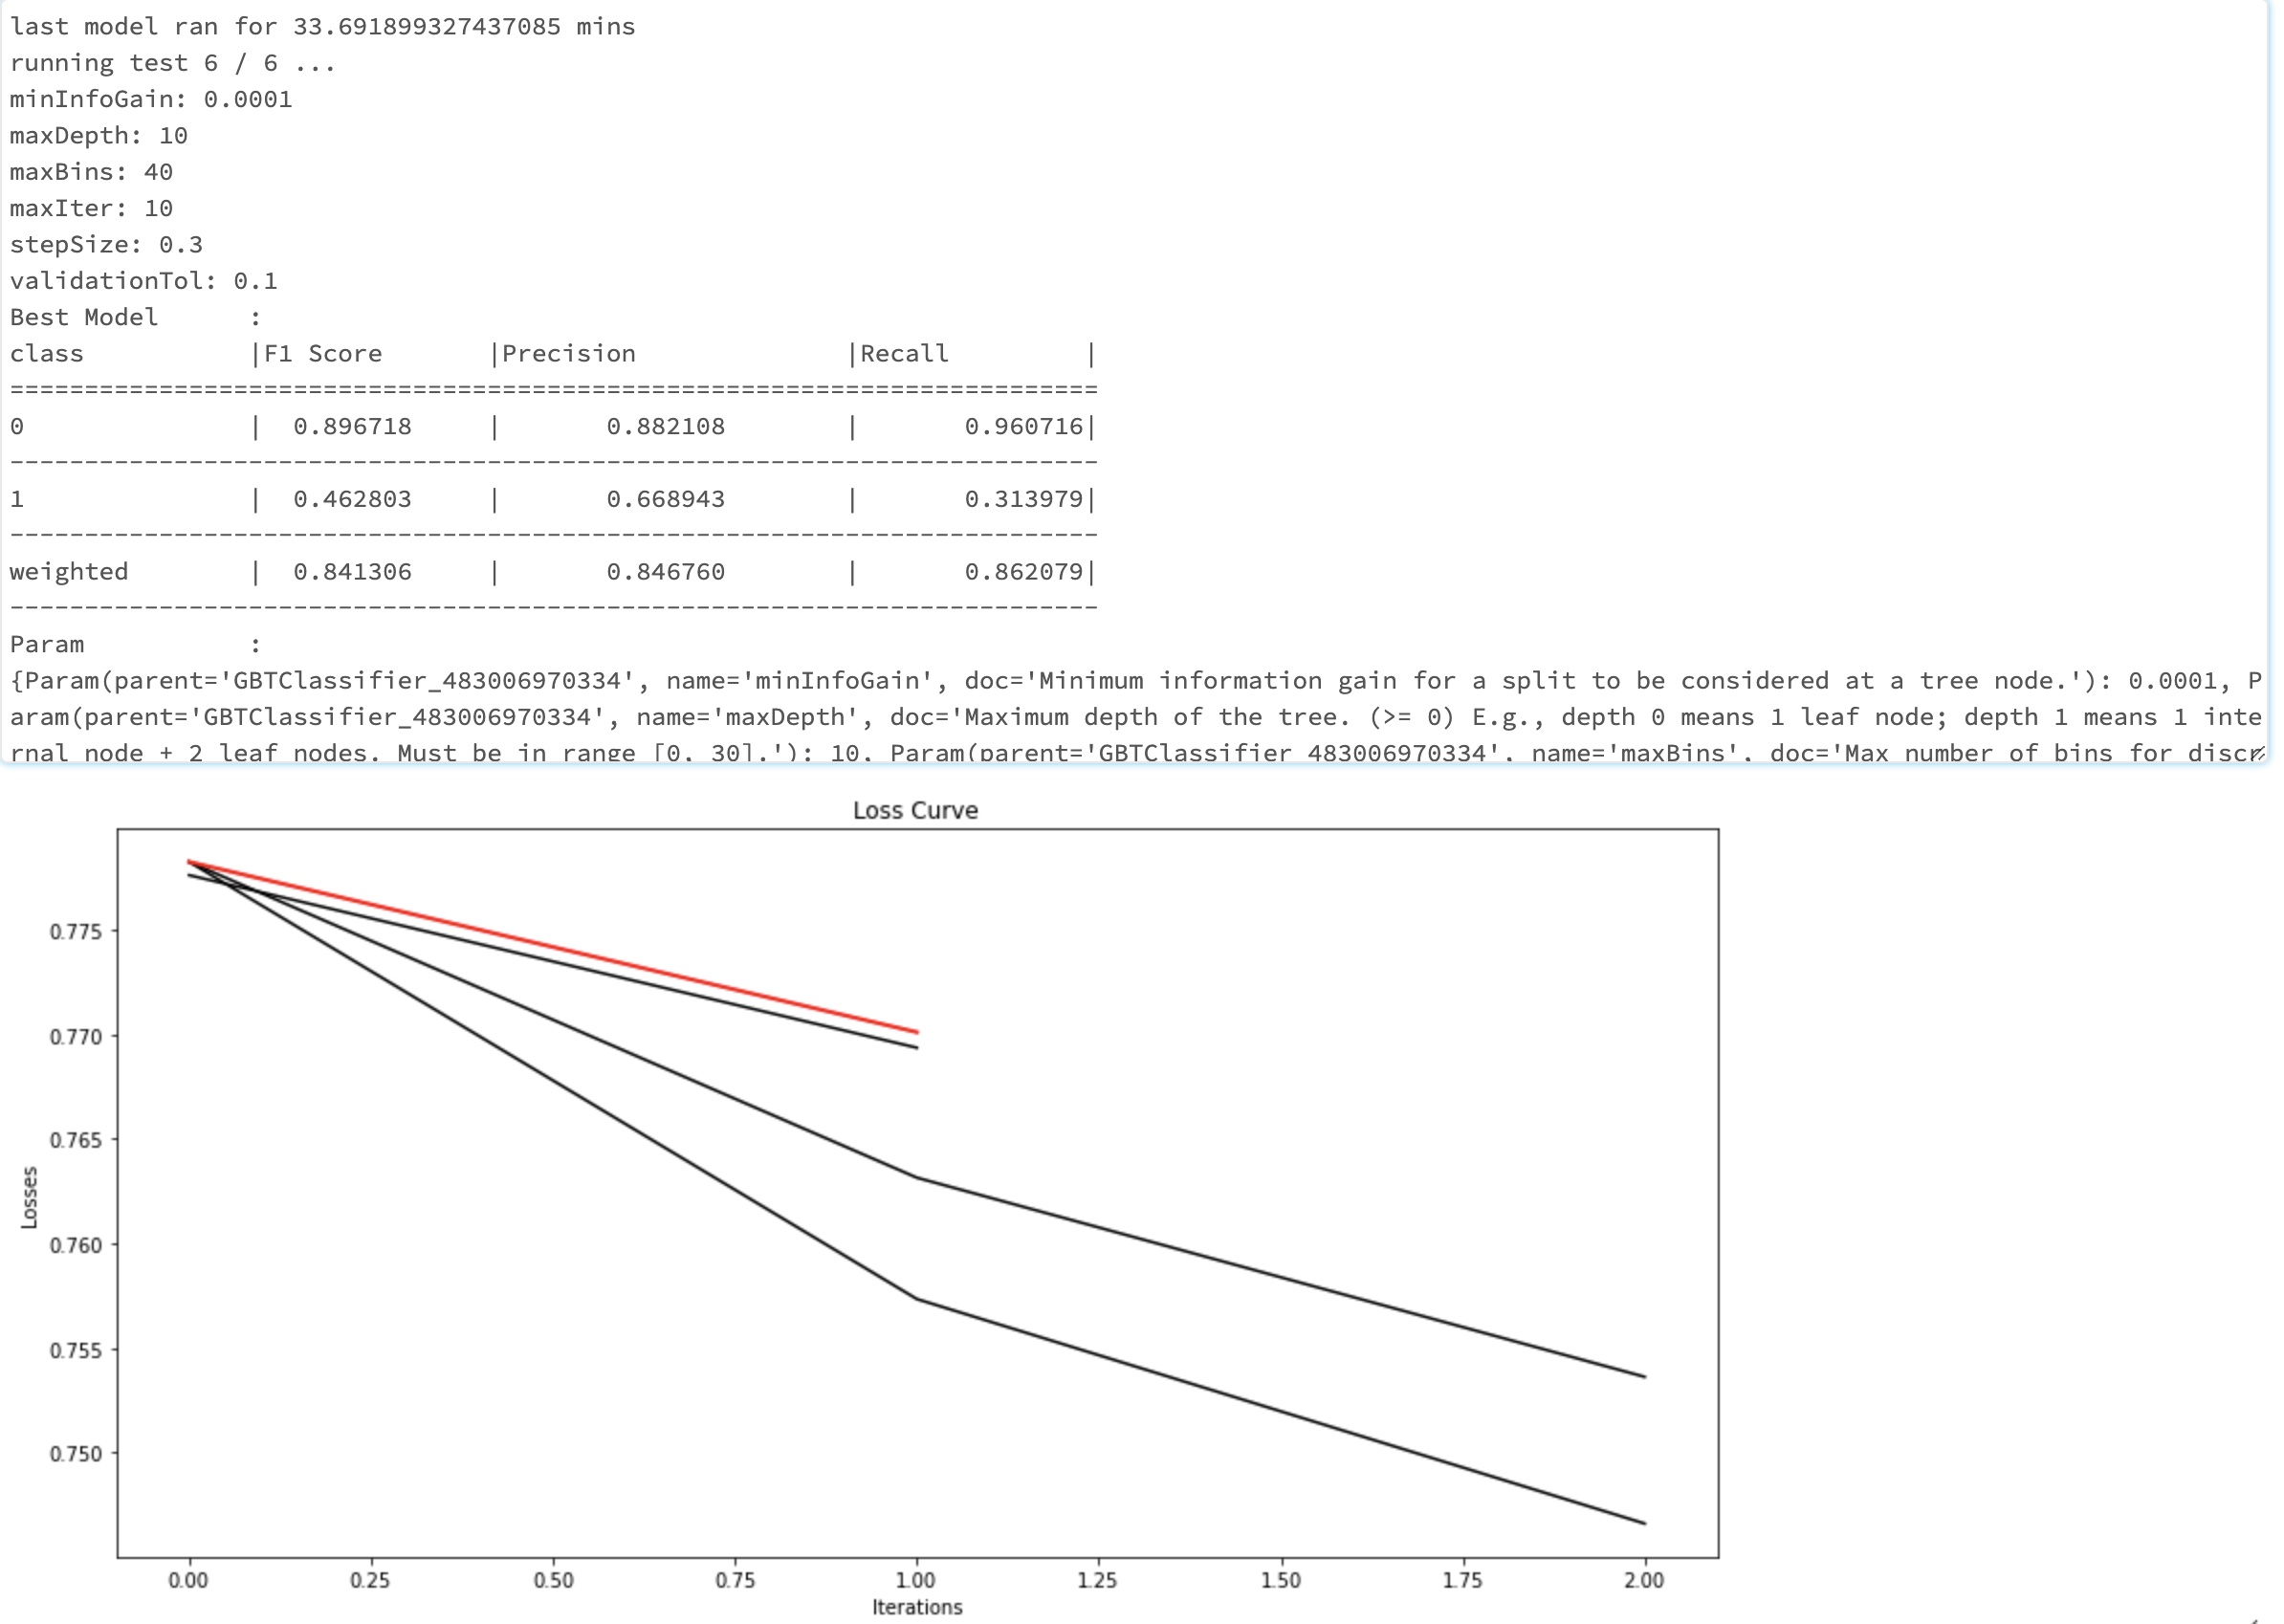 last model ran for 33.691899327437085 mins
running test 6 / 6 ...
minInfoGain: 0.0001
maxDepth: 10
maxBins: 40
maxIter: 10
stepSize: 0.3
validationTol: 0.1
Best Model      :
class           |F1 Score       |Precision              |Recall         |
=========================================================================
0               |  0.896718     |       0.882108        |       0.960716|
-------------------------------------------------------------------------
1               |  0.462803     |       0.668943        |       0.313979|
-------------------------------------------------------------------------
weighted        |  0.841306     |       0.846760        |       0.862079|
-------------------------------------------------------------------------
Param           :
{Param(parent='GBTClassifier_483006970334', name='minInfoGain', doc='Minimum information gain for a split to be considered at a tree node.'): 0.0001, P
aram(parent='GBTClassifier_483006970334', name='maxDepth', doc='Maximum depth of the tree. (>= 0) E.g., depth 0 means 1 leaf node; depth 1 means 1 inte
rnal node + 2 leaf nodes. Must be in range [0, 30].'): 10, Param(parent='GBTClassifier_483006970334', name='maxBins', doc='Max number of bins for discr
Loss Curve
0.775
0.770
0.765
0.760
0.755
0.750
Losses
0.00 0.25 0.50 0.75 1.00 1.25 1.50 1.75 2.00
Iterations